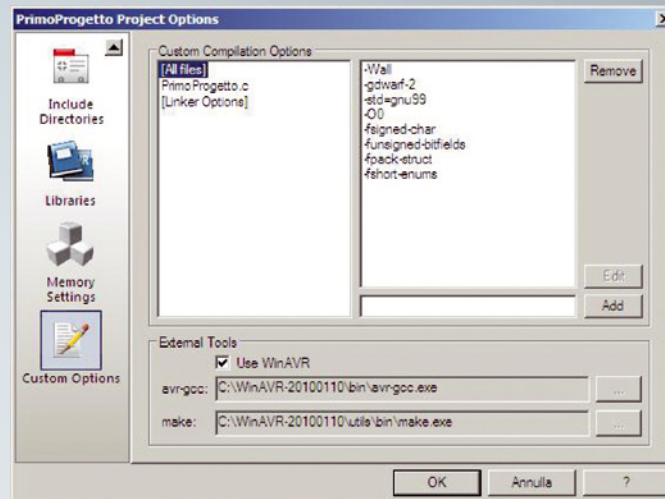 PrimoProgetto Project Options
Include
Directories
Libraries
Memory
Settings
Custom Options
Custom Compilation Options
[All files]
PrimoProgetto.c
[Linker Options]
-Wall
-gdwarf-2
-std=gnu99
-O0
-fsigned-char
-funsigned-bitfields
-fpack-struct
-fshort-enums
Remove
Edit
Add
External Tools
Use WinAVR
avr-gcc:
C:\WinAVR-20100110\bin\avr-gcc.exe
...
make:
C:\WinAVR-20100110\utils\bin\make.exe
...
OK
Annulla
?